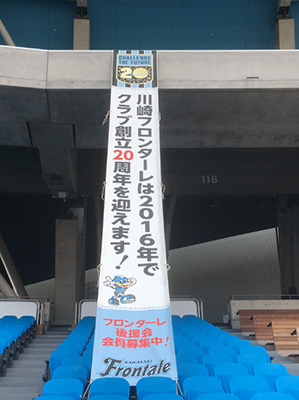 CHALLENGE
THE FUTURE
20
川崎フロンターレは2016年で
クラブ創立20周年を迎えます！
フロンターレ
後援会
会員募集中！
KAWASAKI
Frontale
116